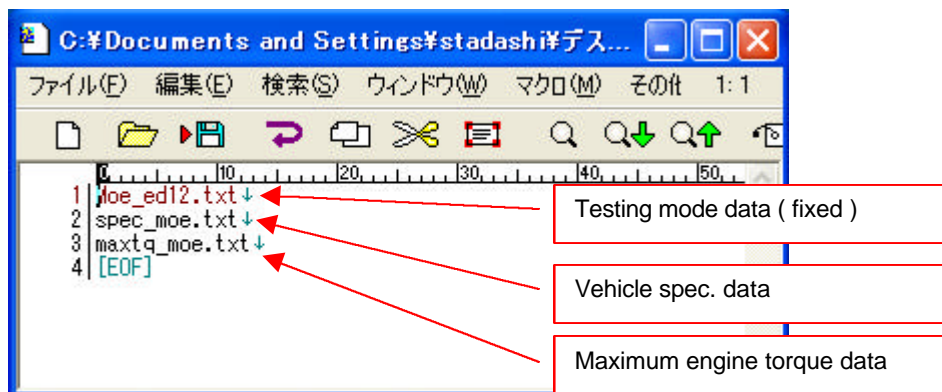 C:¥Documents and Settings¥stadashi¥デス...
ファイル(F) 編集(E) 検索(S) ウィンドウ(W) マクロ(M) その他 1: 1
0 10 20 30 40 50
1 Moe_ed12.txt↓
Testing mode data ( fixed )
2 spec_moe.txt↓
3 maxtq_moe.txt↓
4 [EOF]
Vehicle spec. data
Maximum engine torque data